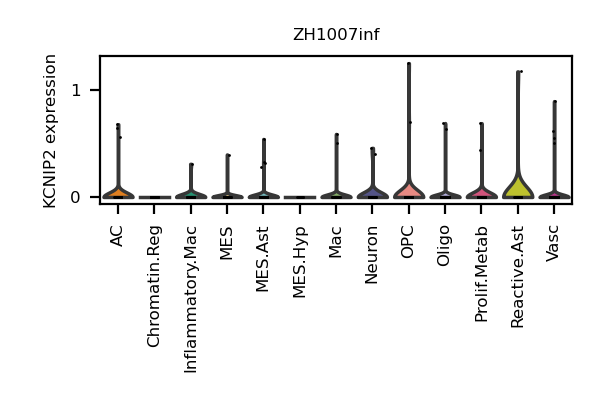 ZH1007inf
KCNIP2 expression
1
0
AC
Chromatin.Reg
Inflammatory.Mac
MES
MES.Ast
MES.Hyp
Mac
Neuron
OPC
Oligo
Prolif.Metab
Reactive.Ast
Vasc